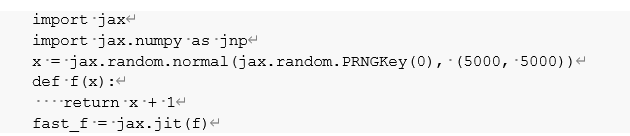 import jax
import jax.numpy as jnp
x = jax.random.normal(jax.random.PRNGKey(0), (5000, 5000))
def f(x):
    return x + 1
fast_f = jax.jit(f)